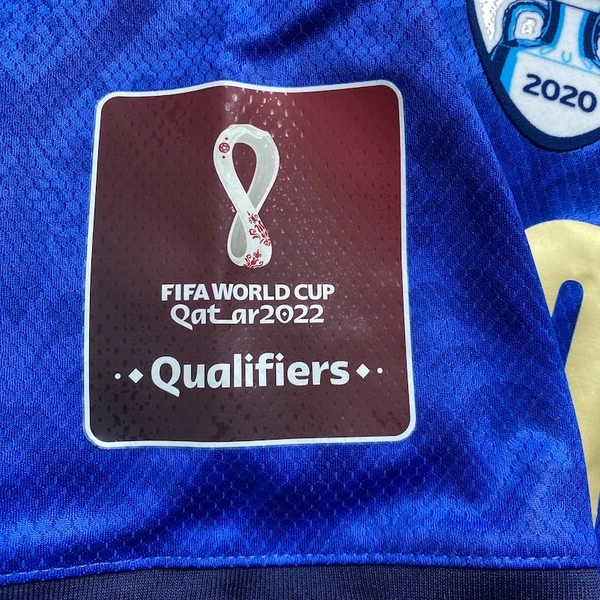 2020
FIFA WORLD CUP
Qatar2022
Qualifiers